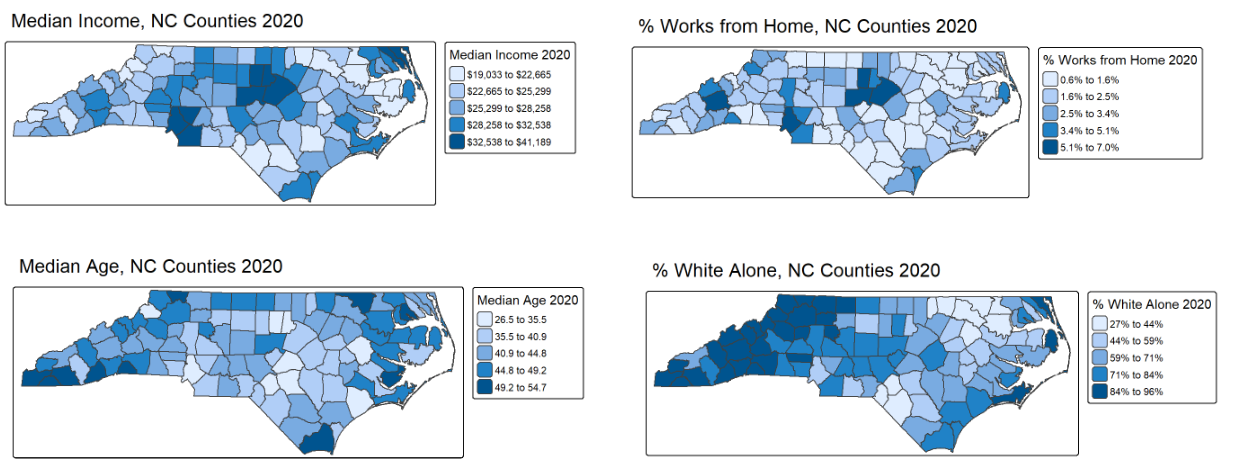 Median Income, NC Counties 2020
Median Income 2020
$19,033 to $22,665
$22,665 to $25,299
$25,299 to $28,258
$28,258 to $32,538
$32,538 to $41,189
% Works from Home, NC Counties 2020
% Works from Home 2020
0.6% to 1.6%
1.6% to 2.5%
2.5% to 3.4%
3.4% to 5.1%
5.1% to 7.0%
Median Age, NC Counties 2020
Median Age 2020
26.5 to 35.5
35.5 to 40.9
40.9 to 44.8
44.8 to 49.2
49.2 to 54.7
% White Alone, NC Counties 2020
% White Alone 2020
27% to 44%
44% to 59%
59% to 71%
71% to 84%
84% to 96%